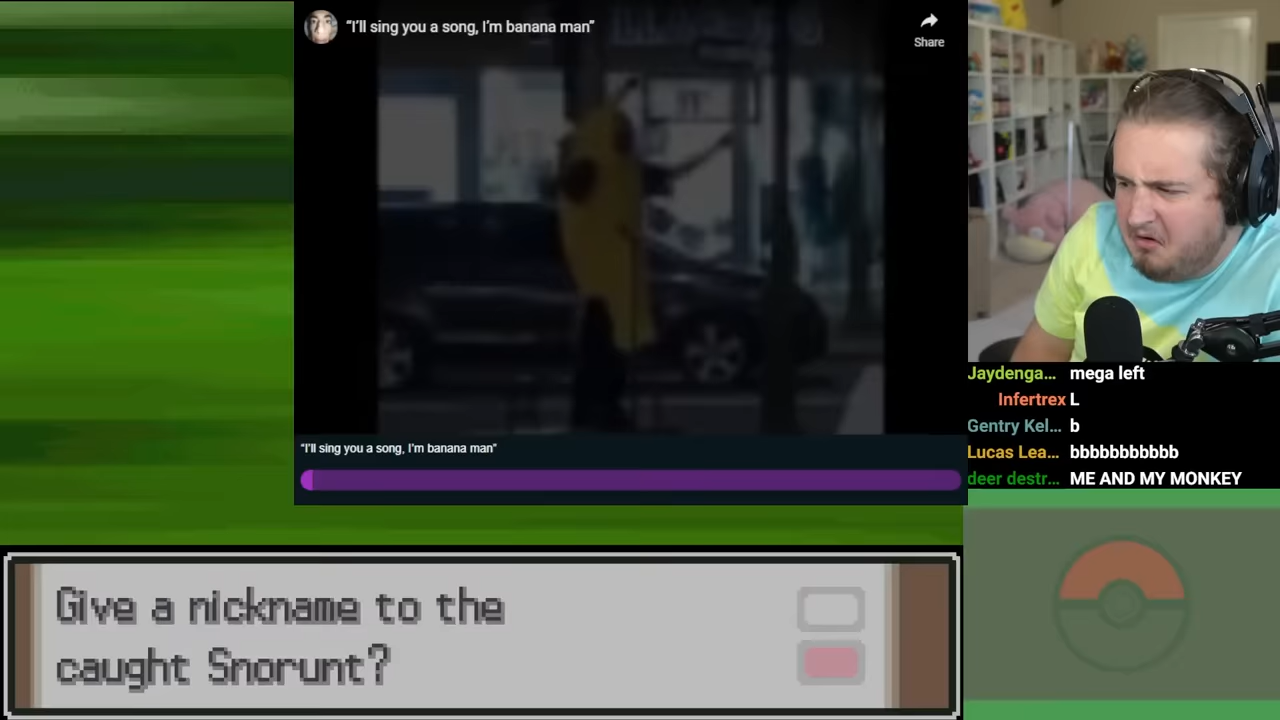 “I’ll sing you a song, I’m banana man”
Share
“I’ll sing you a song, I’m banana man”
Jaydenga... mega left
Infertrex L
Gentry Kel... b
Lucas Lea... bbbbbbbbbbb
deer destr... ME AND MY MONKEY
Give a nickname to the
caught Snorunt?